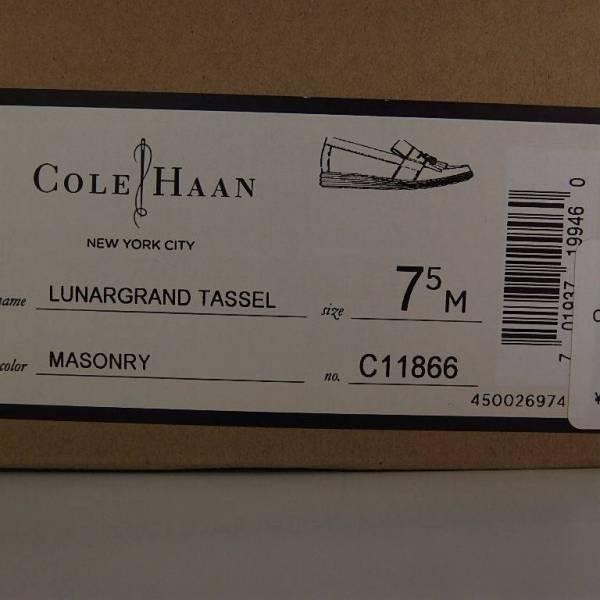 COLE HAAN
NEW YORK CITY
name LUNARGRAND TASSEL
size 7⁵ M
color MASONRY
no. C11866
7 01937 19946 0
450026974
¥